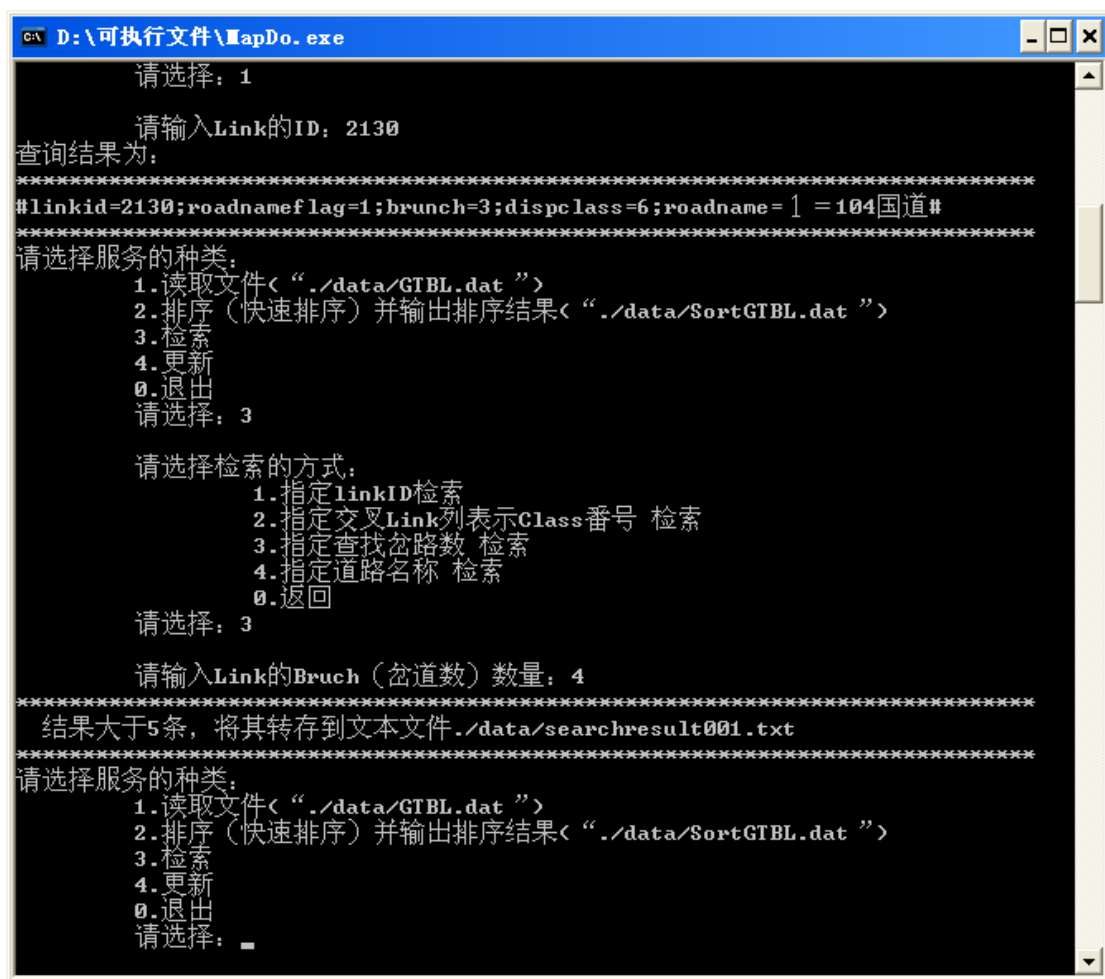 D:\可执行文件\MapDo.exe
请选择：1
请输入Link的ID：2130
查询结果为：
****************************************************************************
#linkid=2130;roadnameflag=1;brunch=3;dispclass=6;roadname=１＝104国道#
****************************************************************************
请选择服务的种类：
1.读取文件(“./data/GTBL.dat ”)
2.排序（快速排序）并输出排序结果(“./data/SortGTBL.dat ”)
3.检索
4.更新
0.退出
请选择：3
请选择检索的方式：
1.指定linkID检索
2.指定交叉Link列表示Class番号 检索
3.指定查找岔路数 检索
4.指定道路名称 检索
0.返回
请选择：3
请输入Link的Bruch（岔道数）数量：4
****************************************************************************
结果大于5条，将其转存到文本文件./data/searchresult001.txt
****************************************************************************
请选择服务的种类：
1.读取文件(“./data/GTBL.dat ”)
2.排序（快速排序）并输出排序结果(“./data/SortGTBL.dat ”)
3.检索
4.更新
0.退出
请选择：